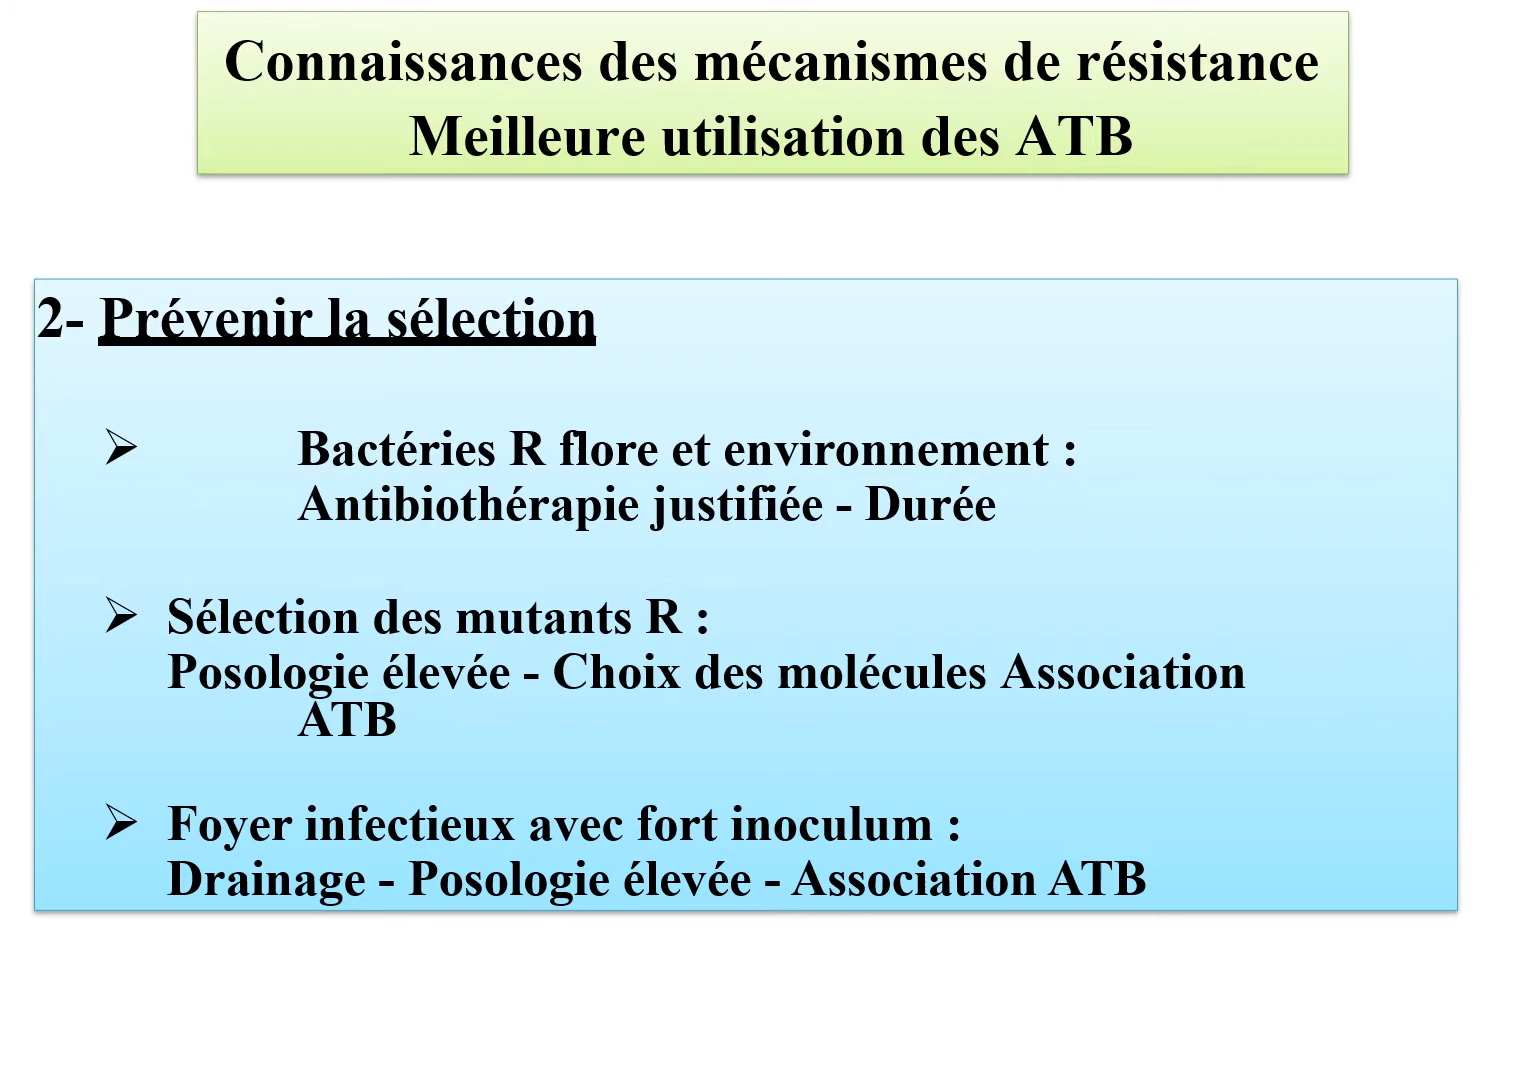 Connaissances des mécanismes de résistance
Meilleure utilisation des ATB
2- Prévenir la sélection
➢ Bactéries R flore et environnement :
Antibiothérapie justifiée - Durée
➢ Sélection des mutants R :
Posologie élevée - Choix des molécules Association
ATB
➢ Foyer infectieux avec fort inoculum :
Drainage - Posologie élevée - Association ATB